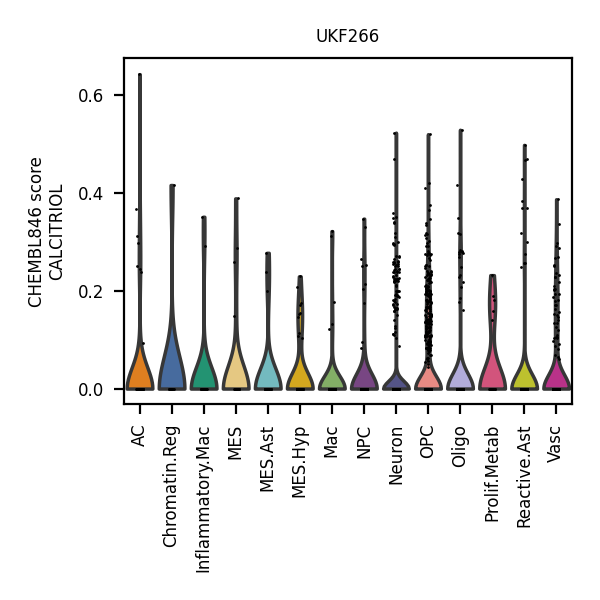 UKF266
CHEMBL846 score
CALCITRIOL
0.6
0.4
0.2
0.0
AC
Chromatin.Reg
Inflammatory.Mac
MES
MES.Ast
MES.Hyp
Mac
NPC
Neuron
OPC
Oligo
Prolif.Metab
Reactive.Ast
Vasc